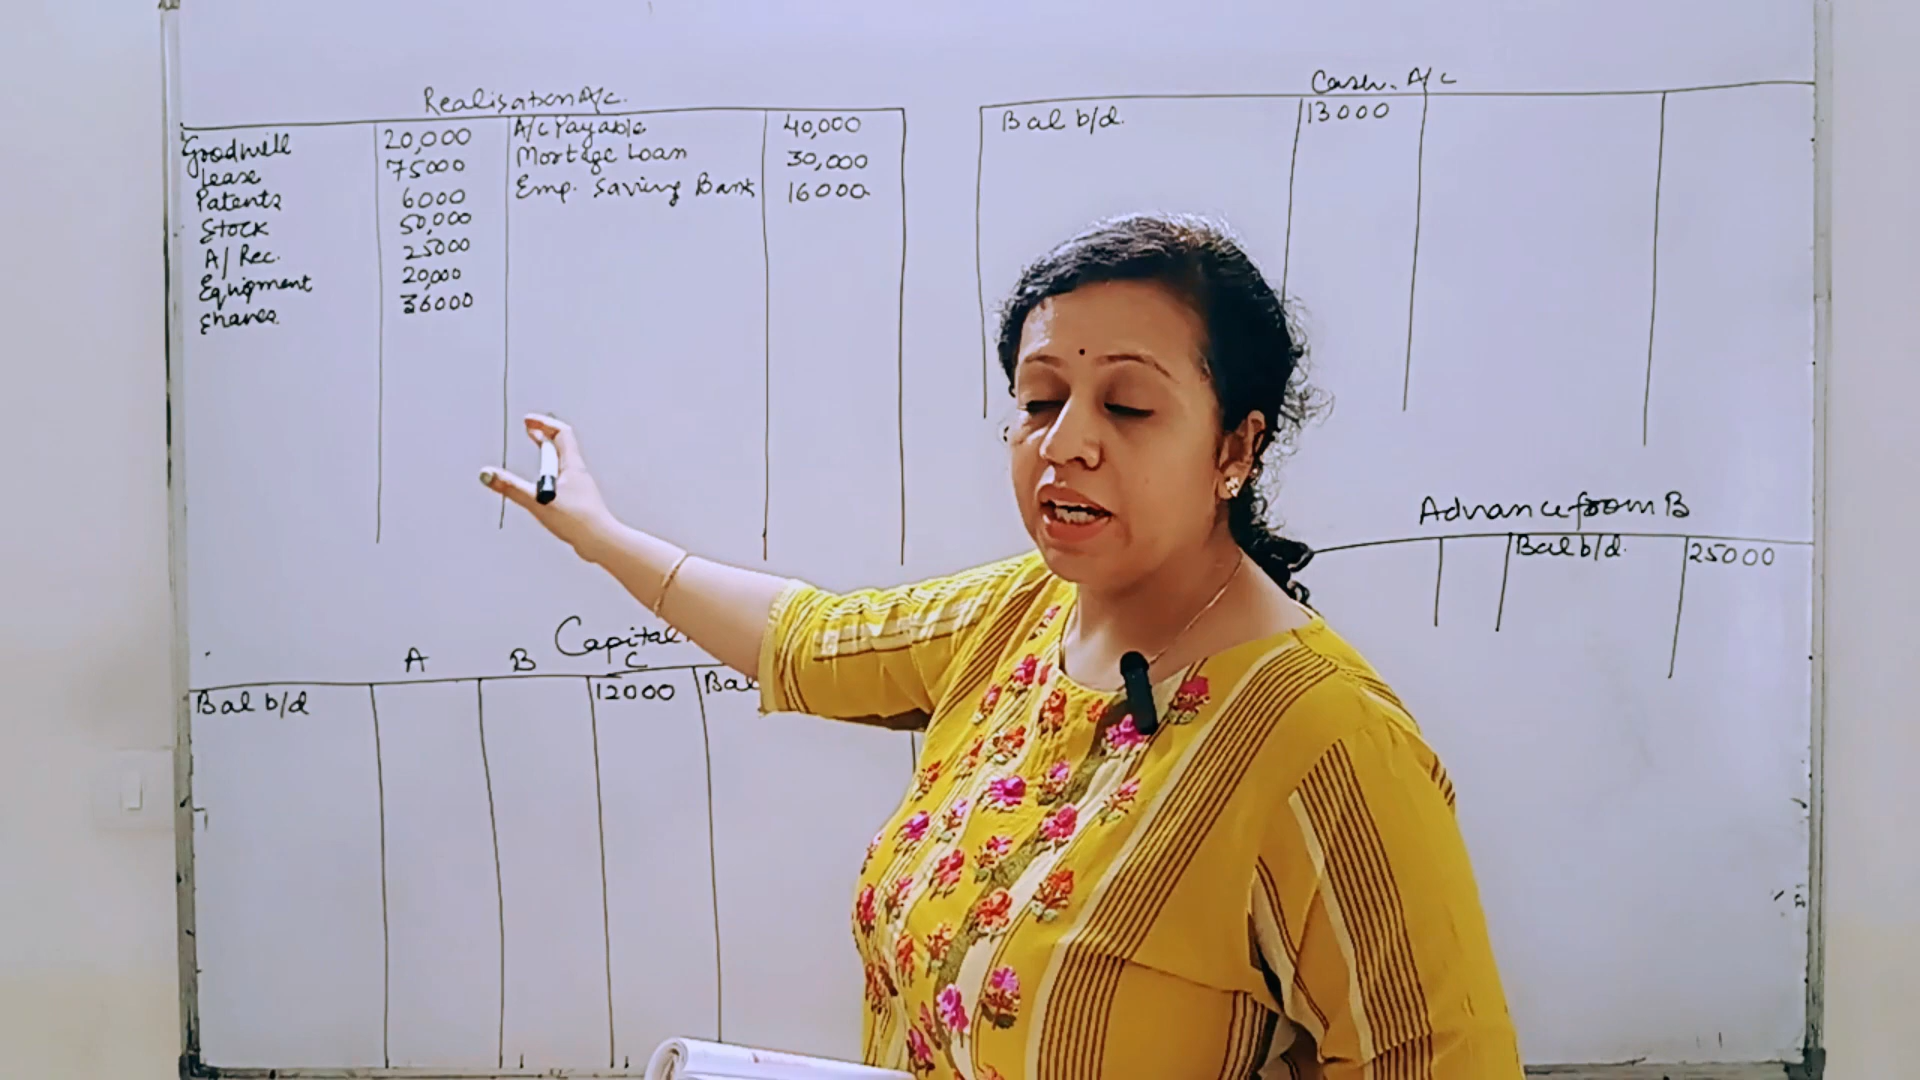 Realisation A/c.
Goodwill 20,000 A/c Payable 40,000
Lease 75000 Mortage Loan 30,000
Patents 6000 Emp. Saving Bank 16000
Stock 50,000
A/ Rec. 25000
Equipment 20,000
Shares 36000
Cash. A/c
Bal b/d. 13000
Advance from B
Bal b/d. 25000
Capital
A B C
Bal b/d 12000 Bal